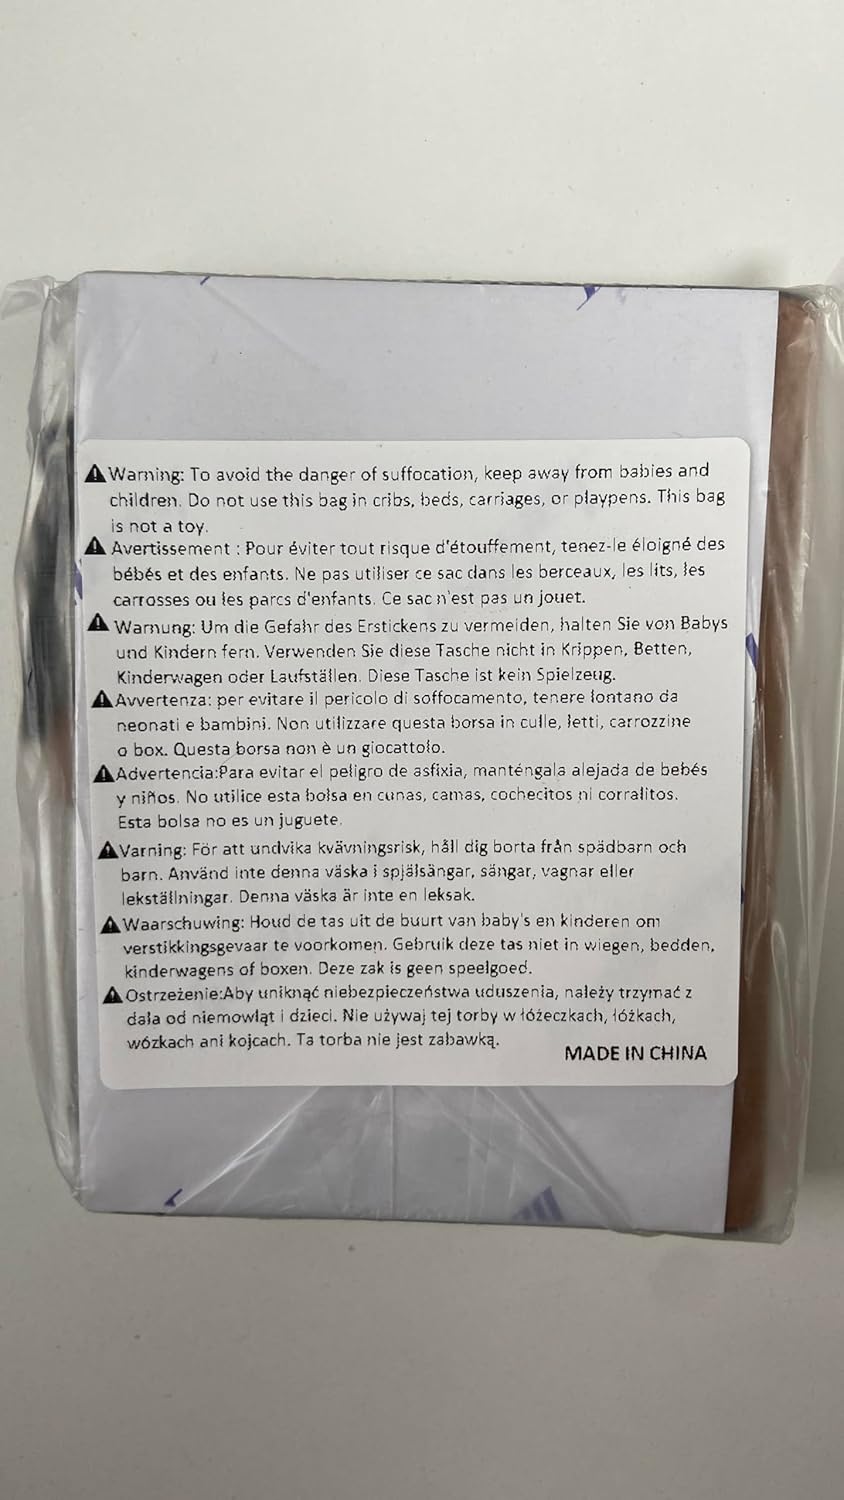 ⚠Warning: To avoid the danger of suffocation, keep away from babies and
children. Do not use this bag in cribs, beds, carriages, or playpens. This bag
is not a toy.
⚠Avertissement : Pour éviter tout risque d'étouffement, tenez-le éloigné des
bébés et des enfants. Ne pas utiliser ce sac dans les berceaux, les lits, les
carrosses ou les parcs d'enfants. Ce sac n'est pas un jouet.
⚠Warnung: Um die Gefahr des Erstickens zu vermeiden, halten Sie von Babys
und Kindern fern. Verwenden Sie diese Tasche nicht in Krippen, Betten,
Kinderwagen oder Laufställen. Diese Tasche ist kein Spielzeug.
⚠Avvertenza: per evitare il pericolo di soffocamento, tenere lontano da
neonati e bambini. Non utilizzare questa borsa in culle, letti, carrozzine
o box. Questa borsa non è un giocattolo.
⚠Advertencia:Para evitar el peligro de asfixia, manténgala alejada de bebés
y niños. No utilice esta bolsa en cunas, camas, cochecitos ni corralitos.
Esta bolsa no es un juguete.
⚠Varning: För att undvika kvävningsrisk, håll dig borta från spädbarn och
barn. Använd inte denna väska i spjälsängar, sängar, vagnar eller
lekställningar. Denna väska är inte en leksak.
⚠Waarschuwing: Houd de tas uit de buurt van baby's en kinderen om
verstikkingsgevaar te voorkomen. Gebruik deze tas niet in wiegen, bedden,
kinderwagens of boxen. Deze zak is geen speelgoed.
⚠Ostrzeżenie:Aby uniknąć niebezpieczeństwa uduszenia, należy trzymać z
dala od niemowląt i dzieci. Nie używaj tej torby w łóżeczkach, łóżkach,
wózkach ani kojcach. Ta torba nie jest zabawką.
MADE IN CHINA